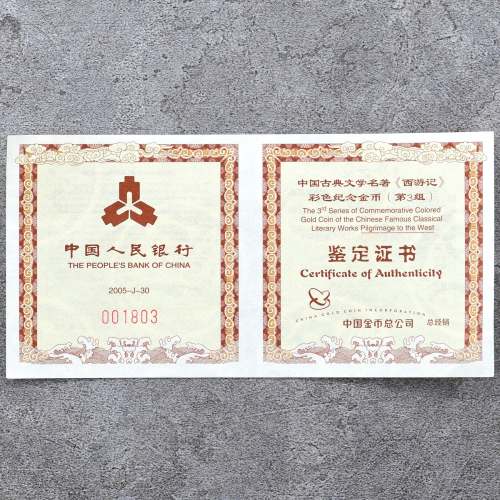 中国人民银行
THE PEOPLE'S BANK OF CHINA
2005-J-30
001803
中国古典文学名著《西游记》
彩色纪念金币（第3组）
The 3rd Series of Commemorative Colored
Gold Coin of the Chinese Famous Classical
Literary Works Pilgrimage to the West
鉴定证书
Certificate of Authenticity
CHINA GOLD COIN INCORPORATION
中国金币总公司 总经销